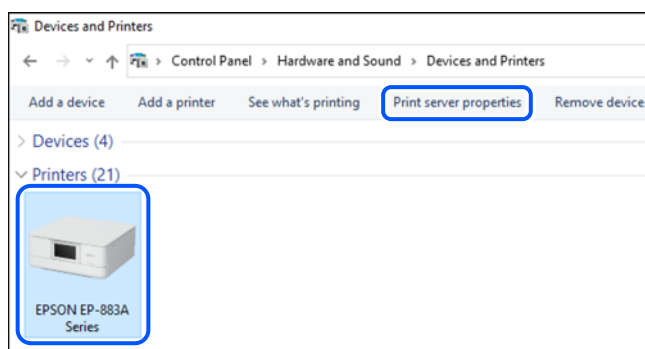 Devices and Printers
Control Panel > Hardware and Sound > Devices and Printers
Add a device Add a printer See what's printing Print server properties Remove device
Devices (4)
Printers (21)
EPSON EP-883A
Series